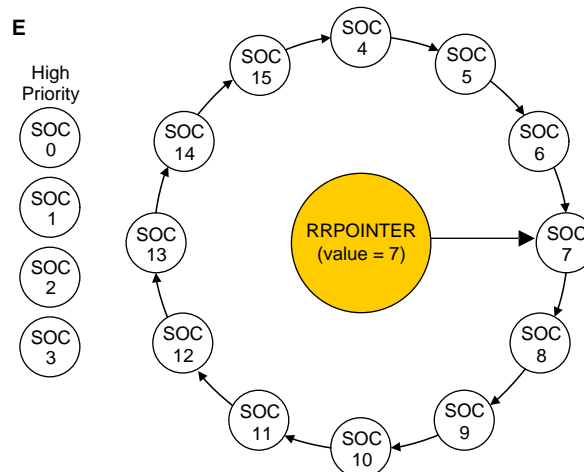 E
High
Priority
SOC
0
SOC
1
SOC
2
SOC
3
SOC
4
SOC
5
SOC
6
SOC
7
SOC
8
SOC
9
SOC
10
SOC
11
SOC
12
SOC
13
SOC
14
SOC
15
RRPOINTER
(value = 7)